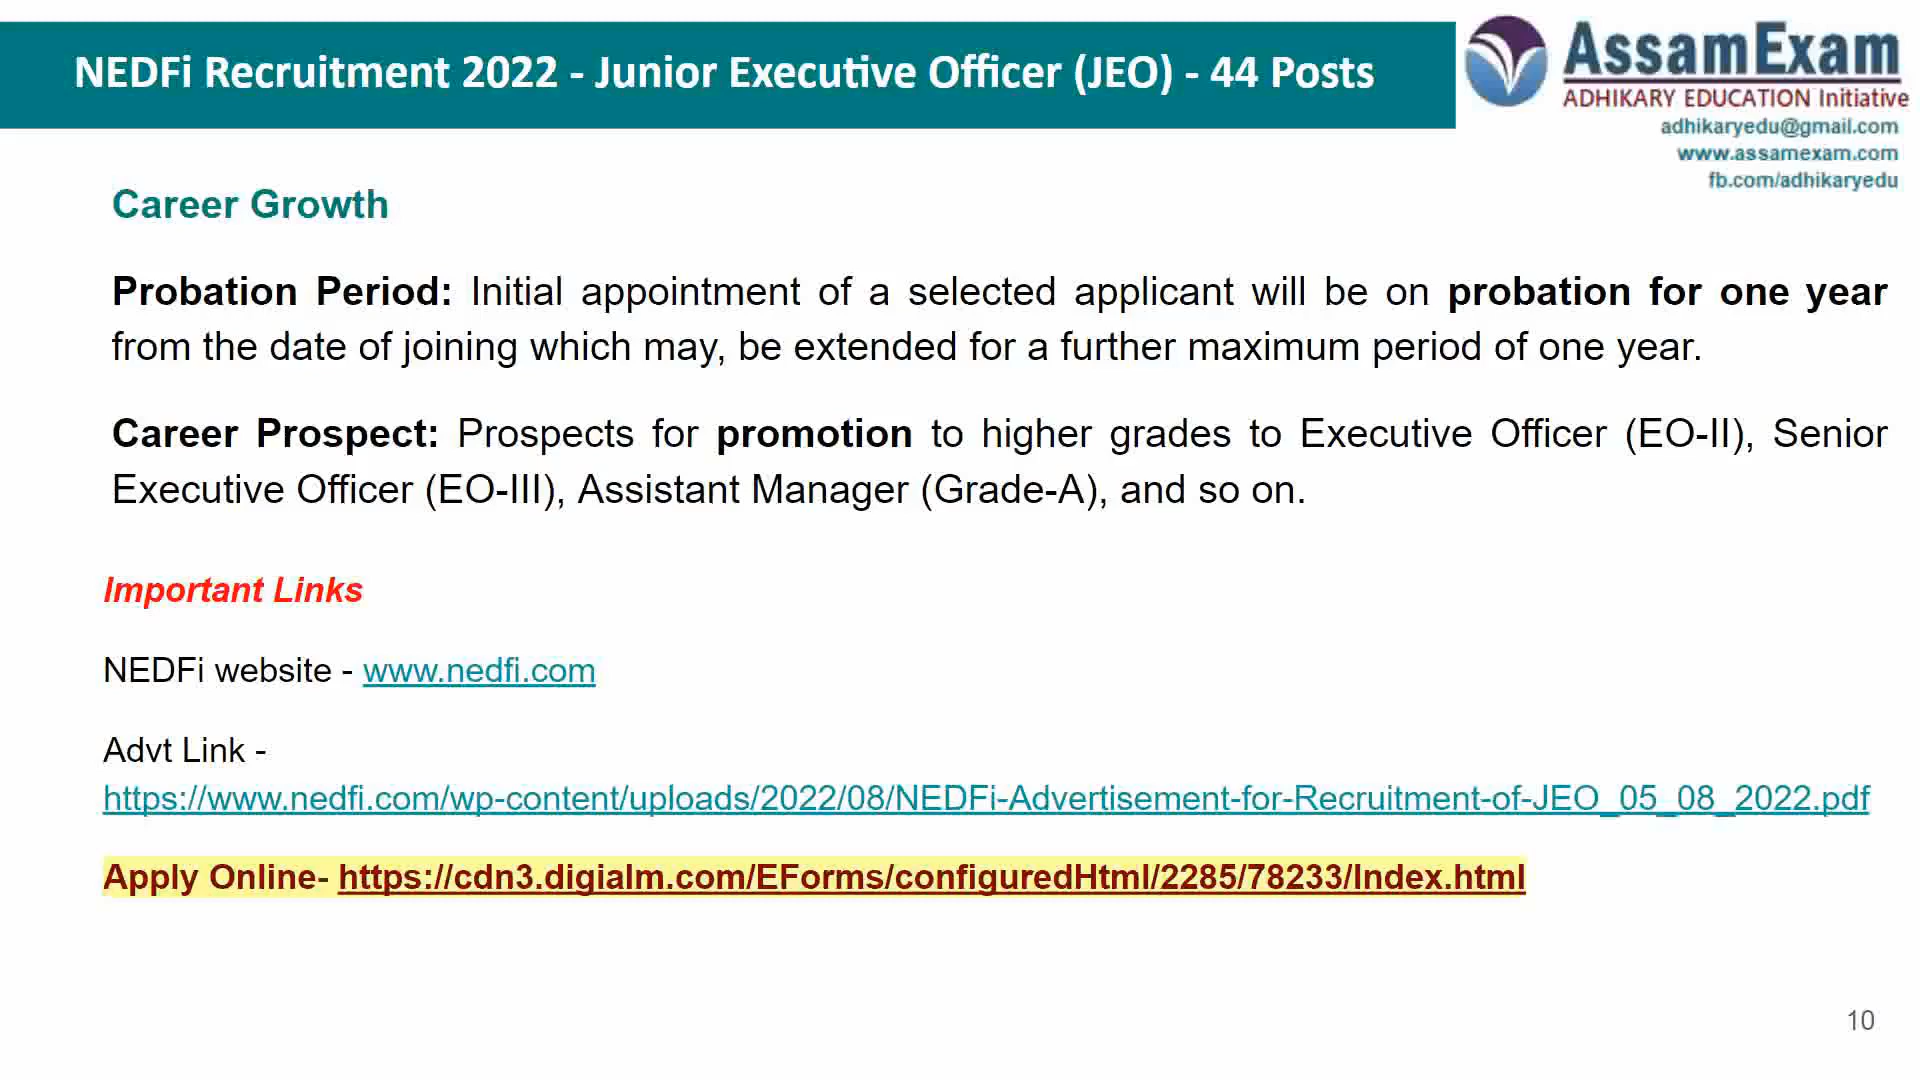 NEDFi Recruitment 2022 - Junior Executive Officer (JEO) - 44 Posts
AssamExam
ADHIKARY EDUCATION Initiative
adhikaryedu@gmail.com
www.assamexam.com
fb.com/adhikaryedu
Career Growth
Probation Period: Initial appointment of a selected applicant will be on probation for one year
from the date of joining which may, be extended for a further maximum period of one year.
Career Prospect: Prospects for promotion to higher grades to Executive Officer (EO-II), Senior
Executive Officer (EO-III), Assistant Manager (Grade-A), and so on.
Important Links
NEDFi website - www.nedfi.com
Advt Link -
https://www.nedfi.com/wp-content/uploads/2022/08/NEDFi-Advertisement-for-Recruitment-of-JEO_05_08_2022.pdf
Apply Online- https://cdn3.digialm.com/EForms/configuredHtml/2285/78233/Index.html
10